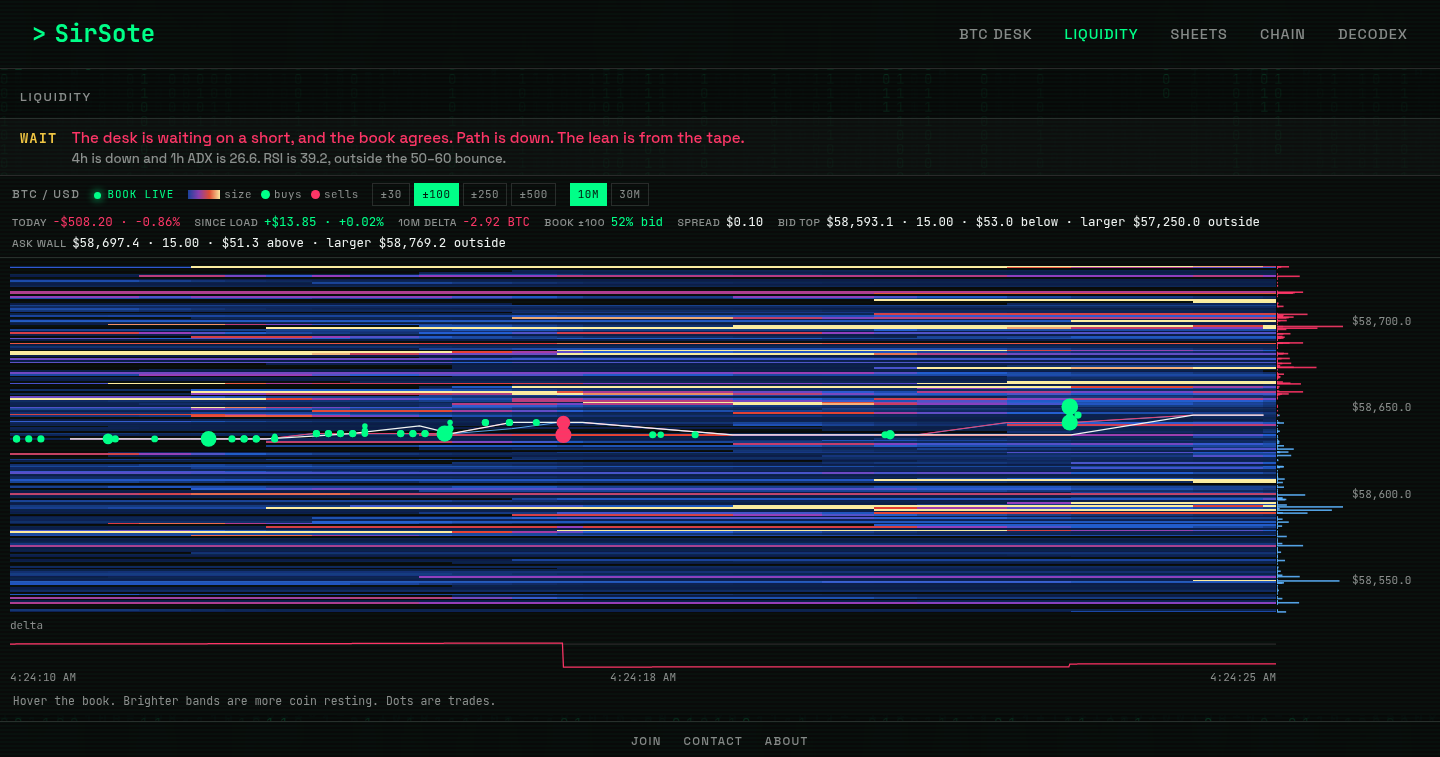 > SirSote
BTC DESK LIQUIDITY SHEETS CHAIN DECODEX
LIQUIDITY
WAIT The desk is waiting on a short, and the book agrees. Path is down. The lean is from the tape.
4h is down and 1h ADX is 26.6. RSI is 39.2, outside the 50–60 bounce.
BTC / USD BOOK LIVE size buys sells ±30 ±100 ±250 ±500 10M 30M
TODAY -$508.20 · -0.86% SINCE LOAD +$13.85 · +0.02% 10M DELTA -2.92 BTC BOOK ±100 52% bid SPREAD $0.10 BID TOP $58,593.1 · 15.00 · $53.0 below · larger $57,250.0 outside
ASK WALL $58,697.4 · 15.00 · $51.3 above · larger $58,769.2 outside
$58,700.0
$58,650.0
$58,600.0
$58,550.0
delta
4:24:10 AM 4:24:18 AM 4:24:25 AM
Hover the book. Brighter bands are more coin resting. Dots are trades.
JOIN CONTACT ABOUT